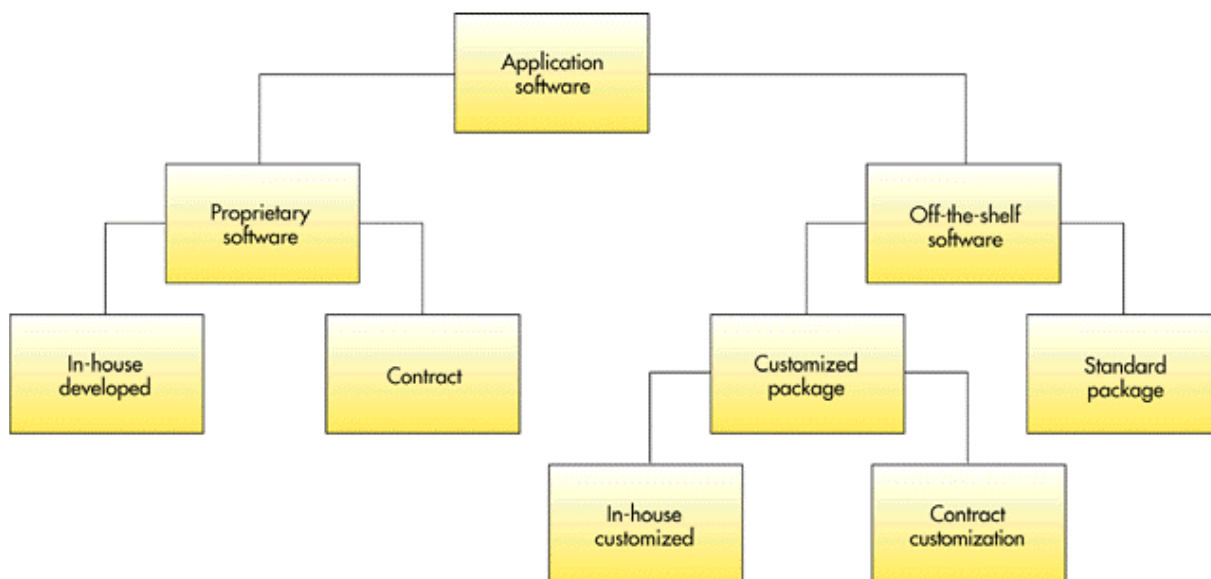 Application
software
Proprietary
software
Off-the-shelf
software
In-house
developed
Contract
Customized
package
Standard
package
In-house
customized
Contract
customization